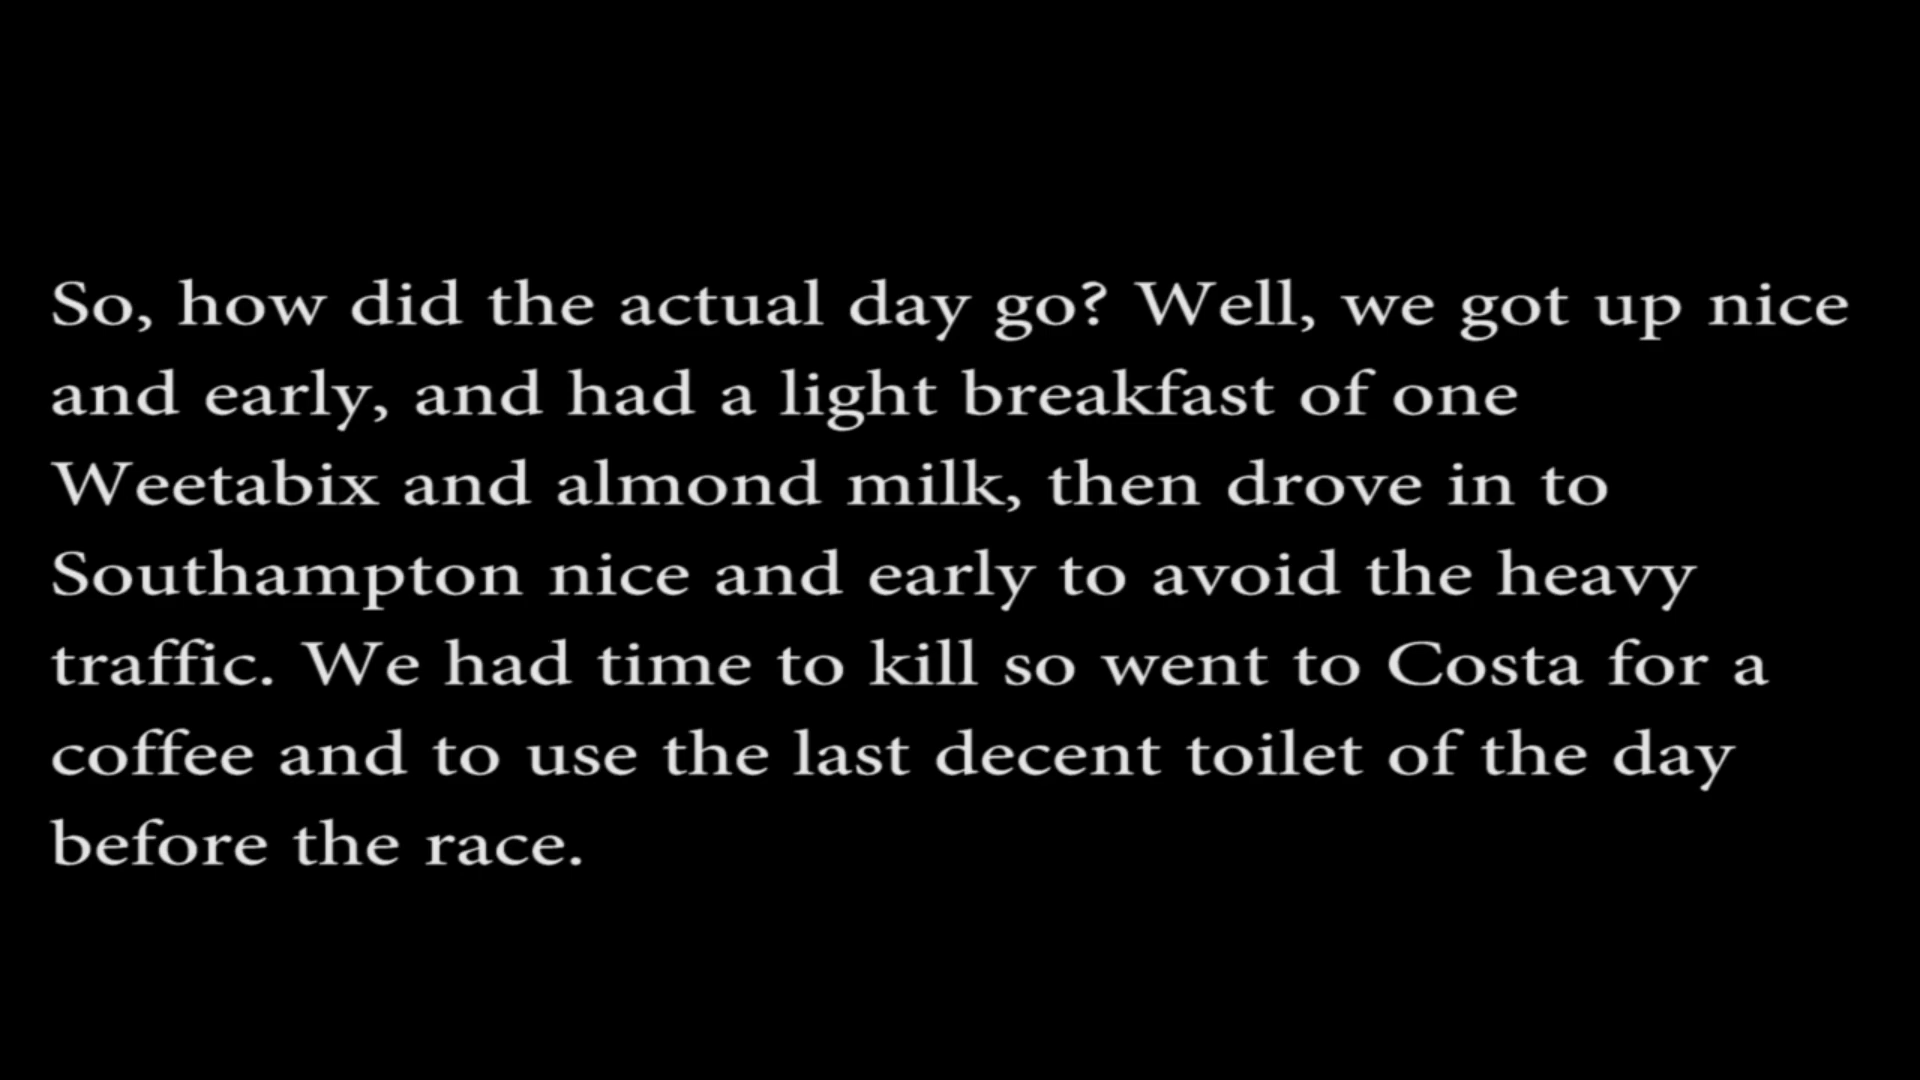 So, how did the actual day go? Well, we got up nice
and early, and had a light breakfast of one
Weetabix and almond milk, then drove in to
Southampton nice and early to avoid the heavy
traffic. We had time to kill so went to Costa for a
coffee and to use the last decent toilet of the day
before the race.